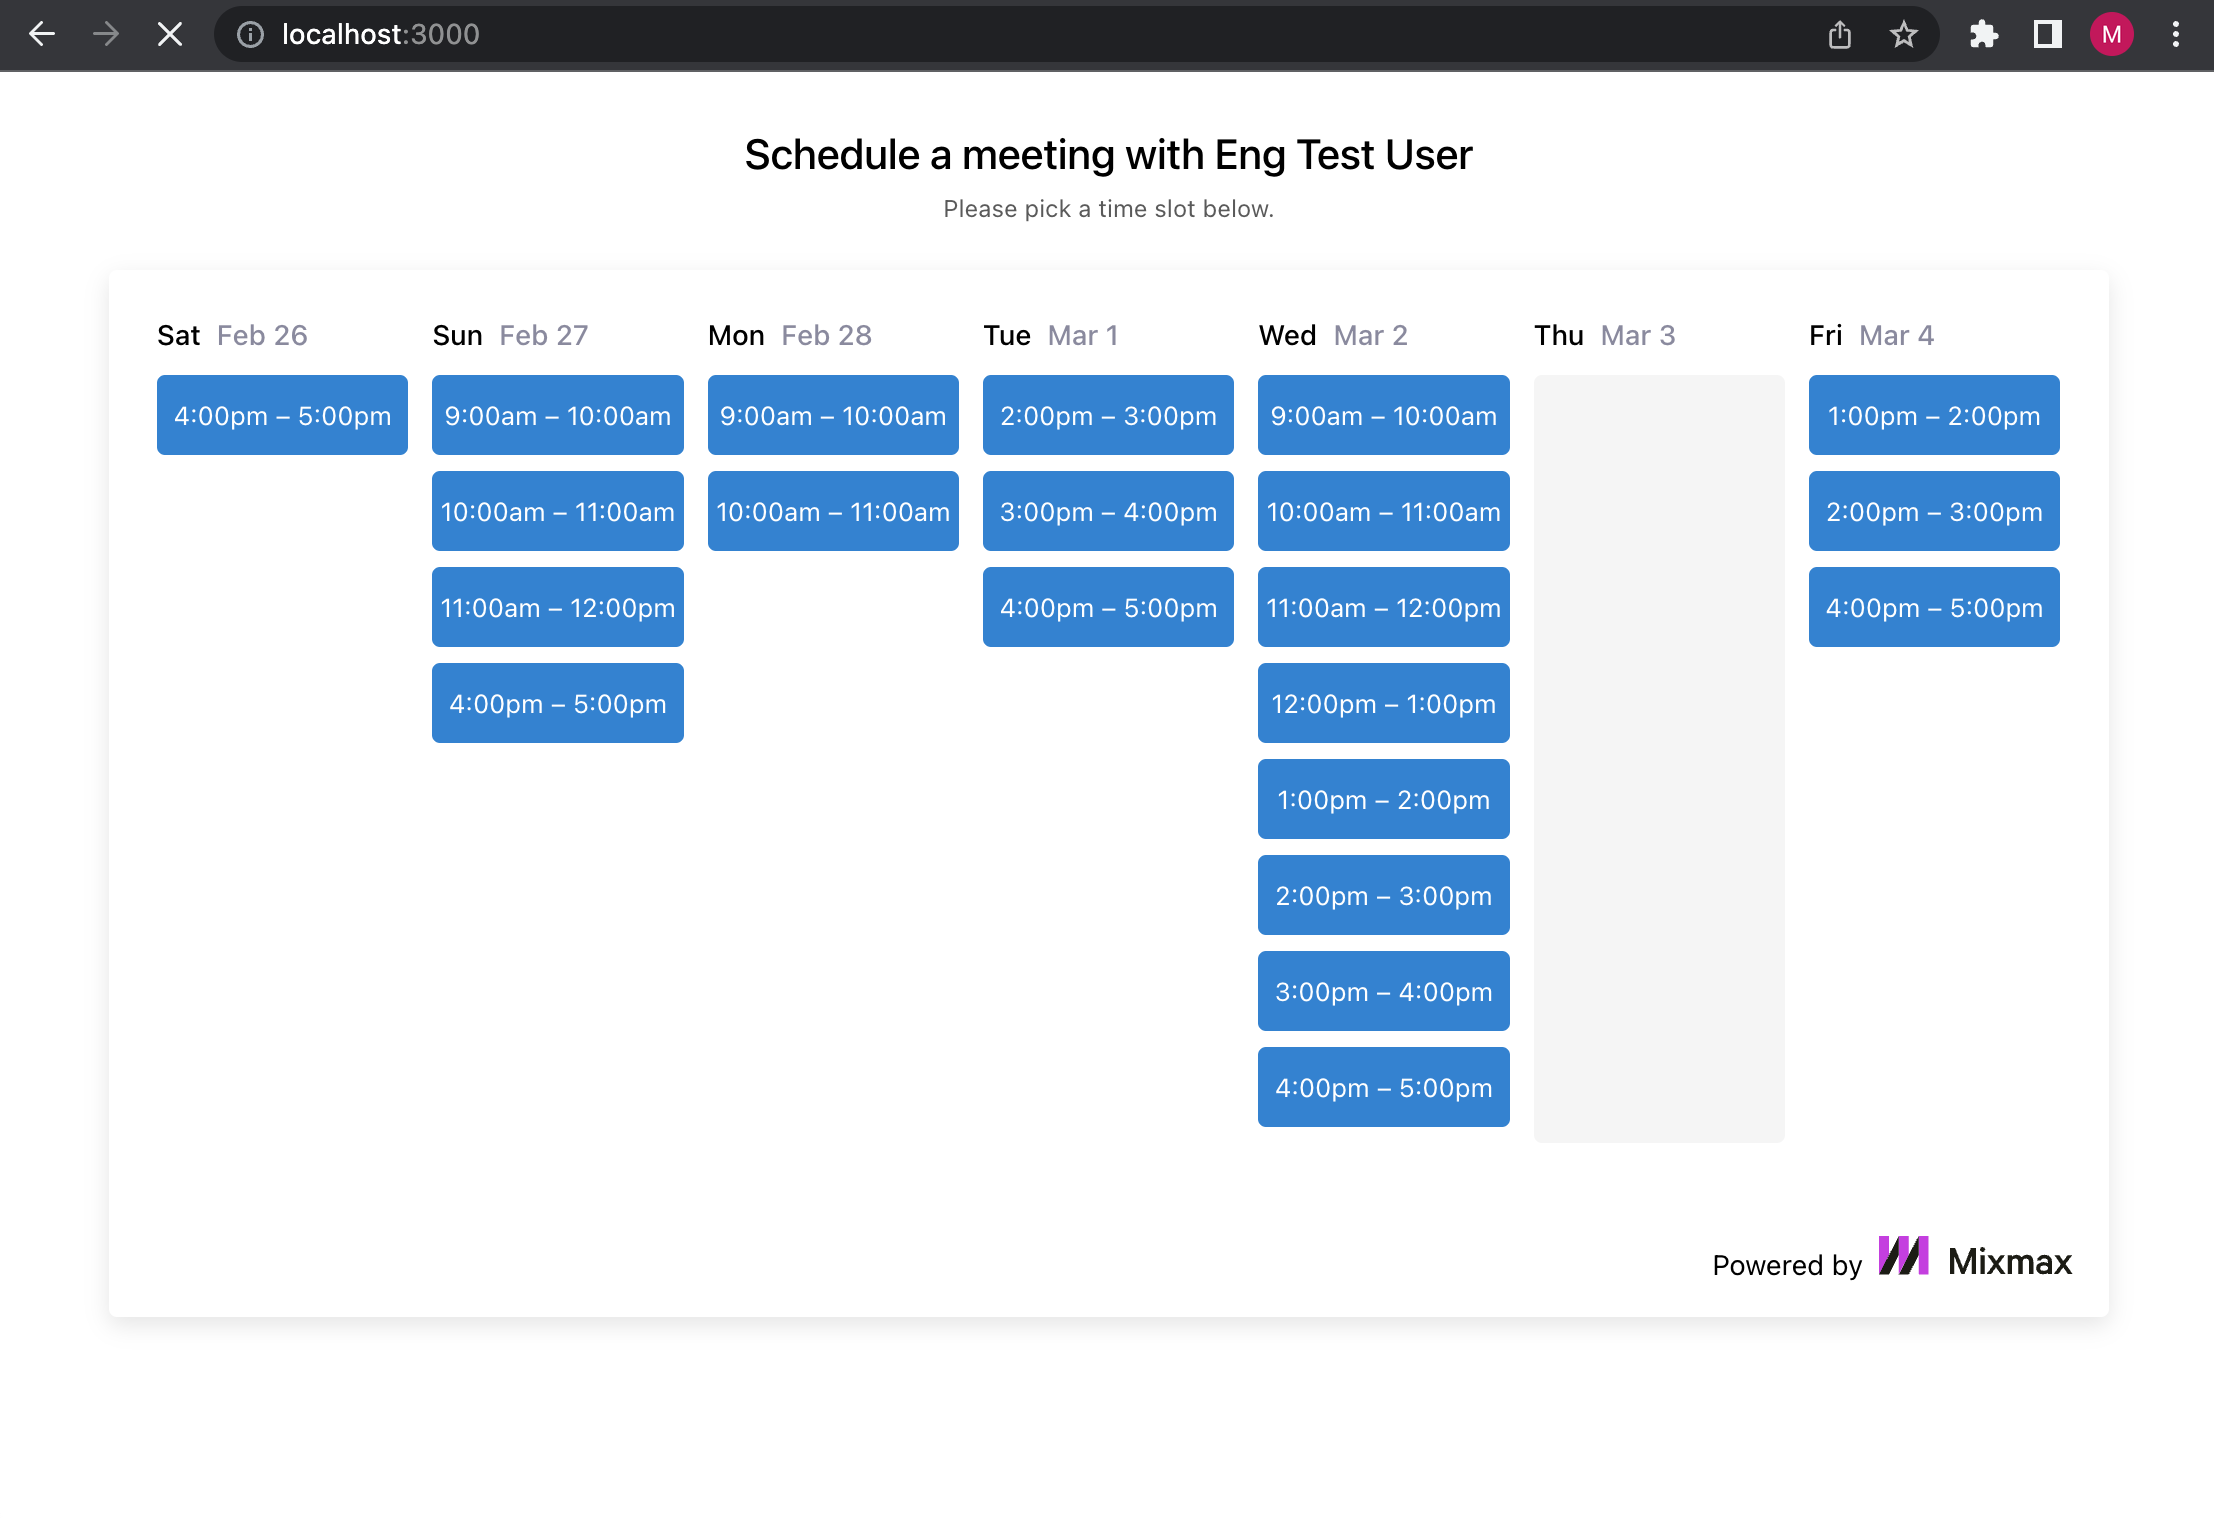 localhost:3000
M
Schedule a meeting with Eng Test User
Please pick a time slot below.
Sat Feb 26
4:00pm – 5:00pm
Sun Feb 27
9:00am – 10:00am
10:00am – 11:00am
11:00am – 12:00pm
4:00pm – 5:00pm
Mon Feb 28
9:00am – 10:00am
10:00am – 11:00am
Tue Mar 1
2:00pm – 3:00pm
3:00pm – 4:00pm
4:00pm – 5:00pm
Wed Mar 2
9:00am – 10:00am
10:00am – 11:00am
11:00am – 12:00pm
12:00pm – 1:00pm
1:00pm – 2:00pm
2:00pm – 3:00pm
3:00pm – 4:00pm
4:00pm – 5:00pm
Thu Mar 3
Fri Mar 4
1:00pm – 2:00pm
2:00pm – 3:00pm
4:00pm – 5:00pm
Powered by Mixmax